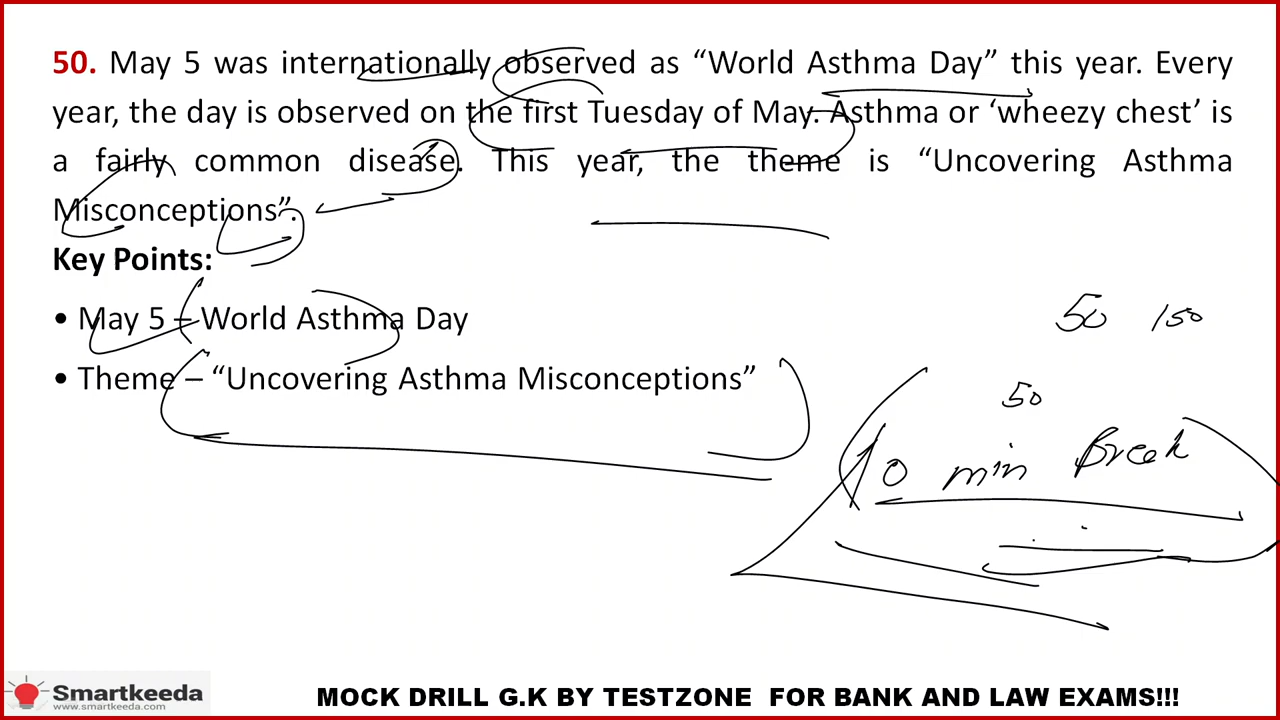 50. May 5 was internationally observed as “World Asthma Day” this year. Every
year, the day is observed on the first Tuesday of May. Asthma or ‘wheezy chest’ is
a fairly common disease. This year, the theme is “Uncovering Asthma
Misconceptions”.
Key Points:
• May 5 – World Asthma Day
• Theme – “Uncovering Asthma Misconceptions”
50 150
50
10 min Break
Smartkeeda
www.smartkeeda.com
MOCK DRILL G.K BY TESTZONE FOR BANK AND LAW EXAMS!!!